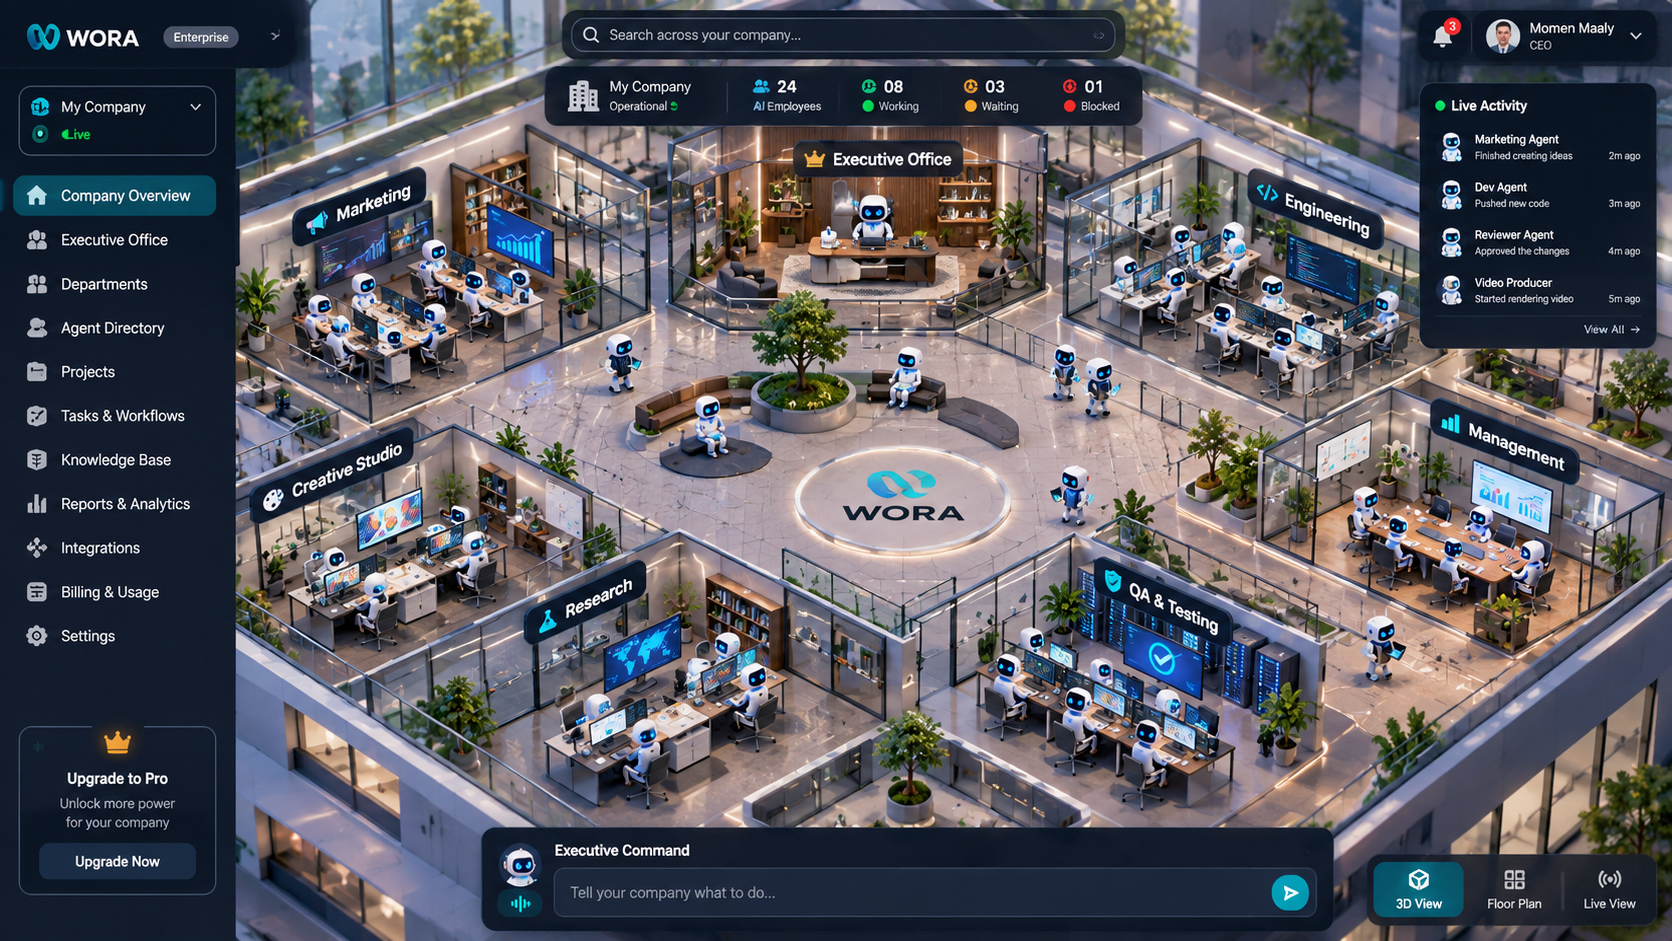 WORA
Enterprise
My Company
Live
Company Overview
Executive Office
Departments
Agent Directory
Projects
Tasks & Workflows
Knowledge Base
Reports & Analytics
Integrations
Billing & Usage
Settings
Upgrade to Pro
Unlock more power
for your company
Upgrade Now
Search across your company...
My Company
Operational
24
AI Employees
08
Working
03
Waiting
01
Blocked
3
Momen Maaly
CEO
Live Activity
Marketing Agent
Finished creating ideas 2m ago
Dev Agent
Pushed new code 3m ago
Reviewer Agent
Approved the changes 4m ago
Video Producer
Started rendering video 5m ago
View All
Executive Office
Marketing
Engineering
Creative Studio
Management
WORA
Research
QA & Testing
Executive Command
Tell your company what to do...
3D View
Floor Plan
Live View